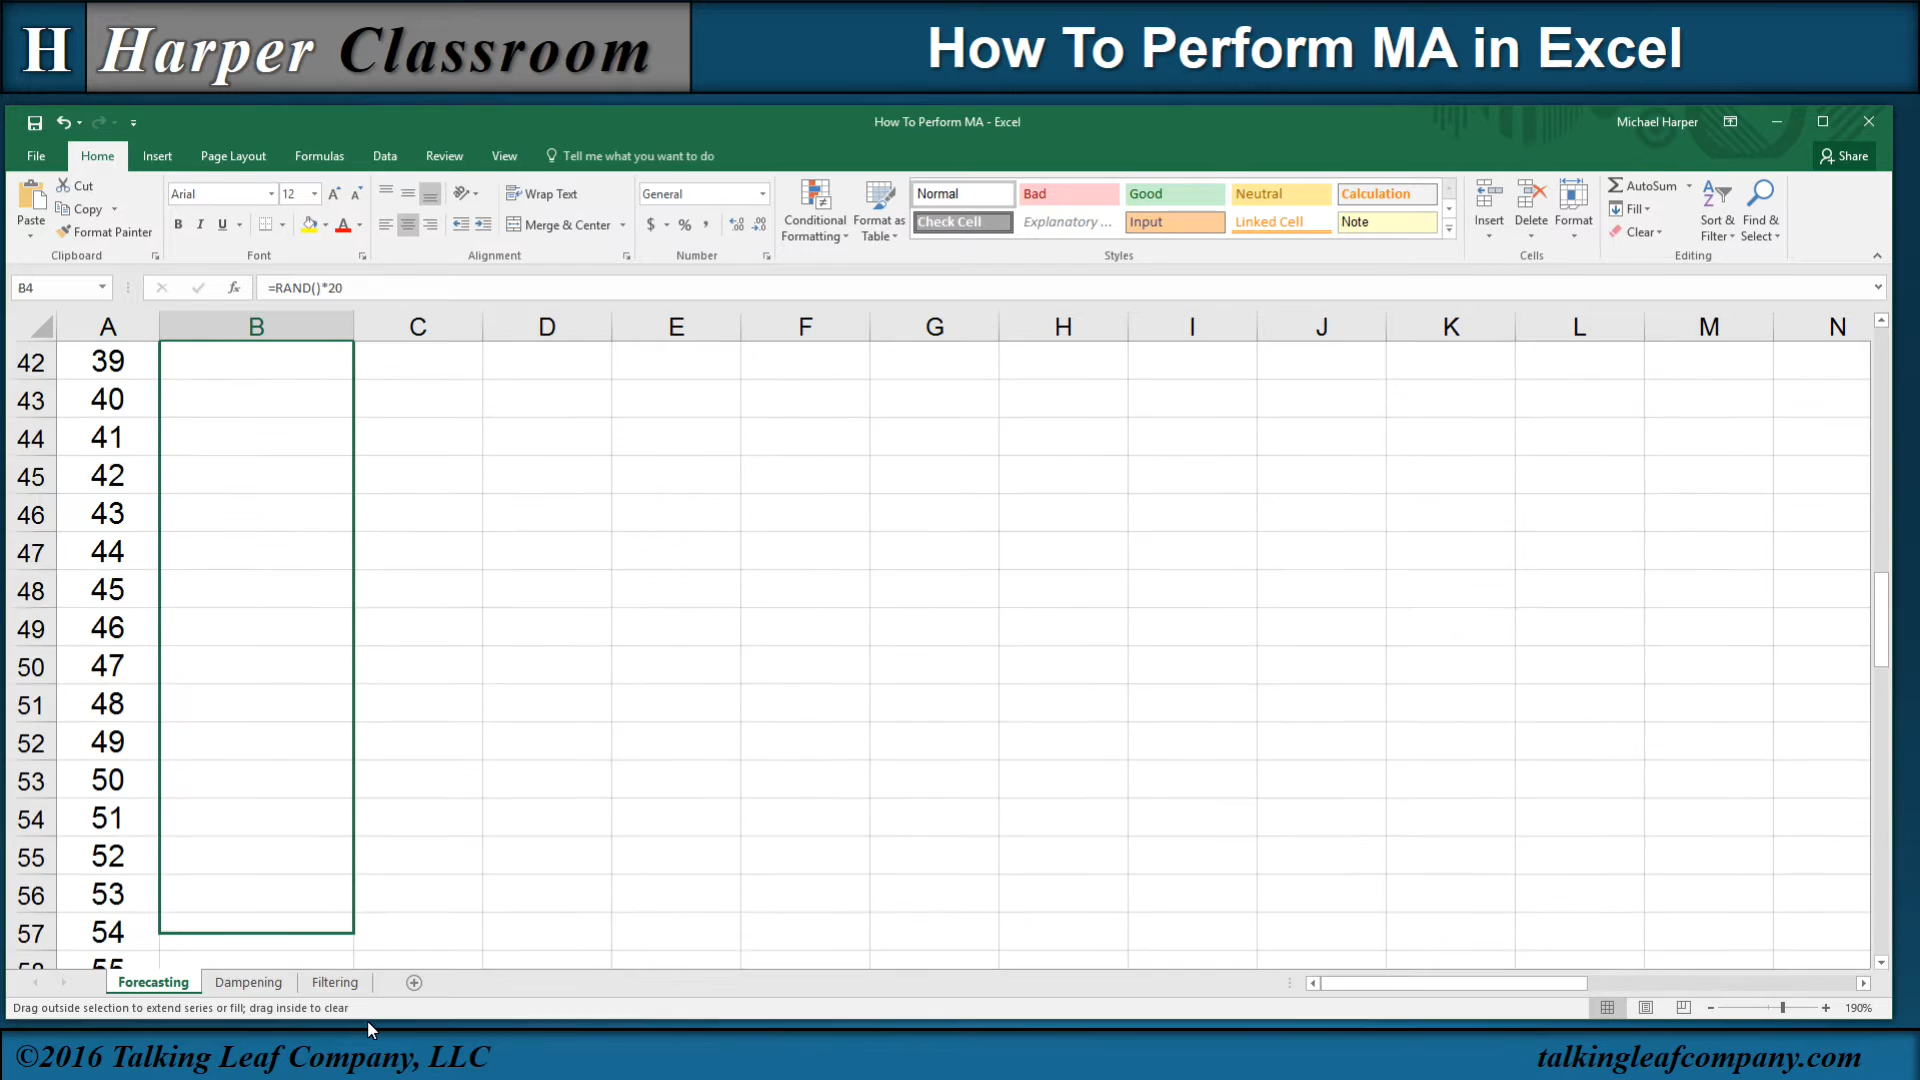 H Harper Classroom How To Perform MA in Excel
How To Perform MA - Excel Michael Harper
File Home Insert Page Layout Formulas Data Review View Tell me what you want to do Share
Paste Cut Copy Format Painter Clipboard
Arial 12 B I U A Font
Wrap Text Merge & Center Alignment
General $ % , Number
Conditional Formatting Format as Table
Normal Bad Good Neutral Calculation
Check Cell Explanatory ... Input Linked Cell Note
Styles
Insert Delete Format Cells
AutoSum Fill Clear Sort & Filter Find & Select Editing
B4 fx =RAND()*20
A B C D E F G H I J K L M N
42 39
43 40
44 41
45 42
46 43
47 44
48 45
49 46
50 47
51 48
52 49
53 50
54 51
55 52
56 53
57 54
58 55
Forecasting Dampening Filtering
Drag outside selection to extend series or fill; drag inside to clear 190%
©2016 Talking Leaf Company, LLC talkingleafcompany.com